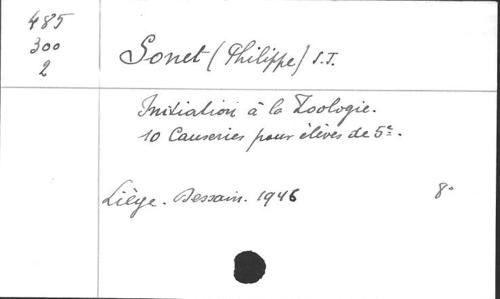 485
300
2
Sonet (Philippe) S.J.
Initiation à la Zoologie.
10 Causeries pour élèves de 5e.
Liège. Dessain. 1946 8°